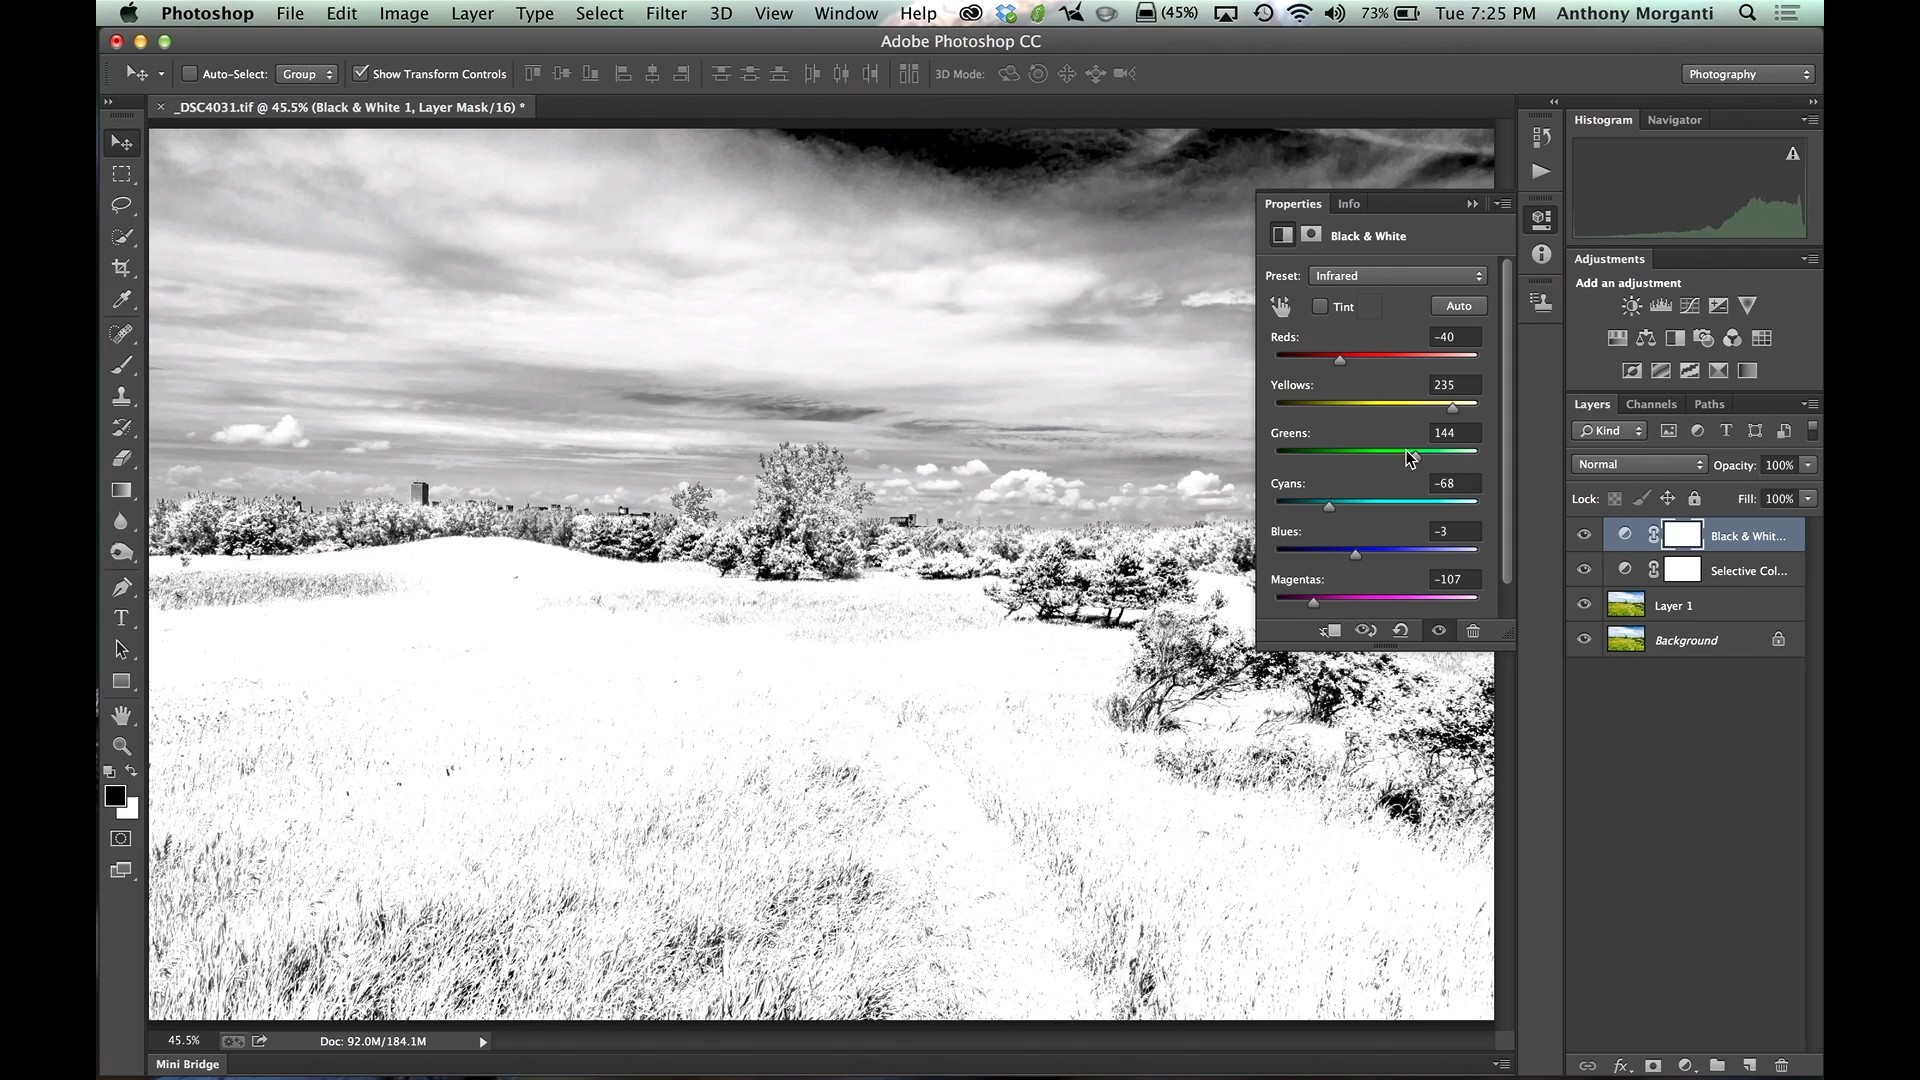 Photoshop File Edit Image Layer Type Select Filter 3D View Window Help (45%) 73% Tue 7:25 PM Anthony Morganti
Adobe Photoshop CC
Auto-Select: Group Show Transform Controls 3D Mode: Photography
_DSC4031.tif @ 45.5% (Black & White 1, Layer Mask/16) *
Histogram Navigator
Properties Info
Black & White
Preset: Infrared
Tint Auto
Reds: -40
Yellows: 235
Greens: 144
Cyans: -68
Blues: -3
Magentas: -107
Adjustments
Add an adjustment
Layers Channels Paths
Kind
Normal Opacity: 100%
Lock: Fill: 100%
Black & Whit...
Selective Col...
Layer 1
Background
fx
45.5% Doc: 92.0M/184.1M
Mini Bridge